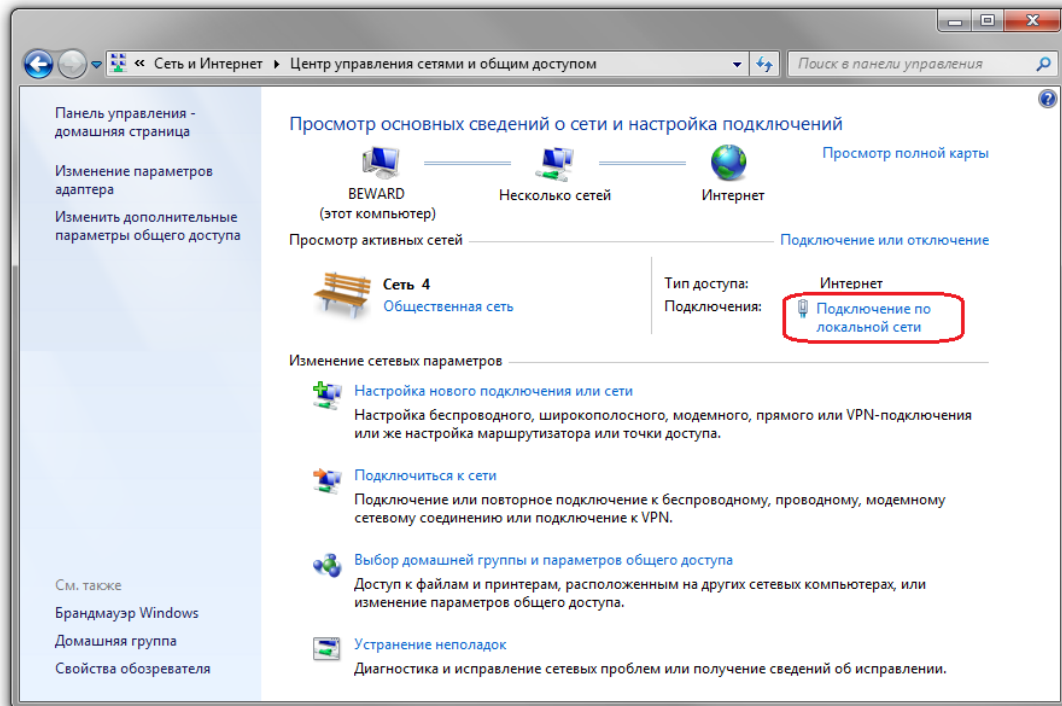 « Сеть и Интернет ▸ Центр управления сетями и общим доступом
Поиск в панели управления
Панель управления -
домашняя страница
Изменение параметров
адаптера
Изменить дополнительные
параметры общего доступа
Просмотр основных сведений о сети и настройка подключений
Просмотр полной карты
BEWARD
(этот компьютер)
Несколько сетей
Интернет
Просмотр активных сетей
Подключение или отключение
Сеть 4
Общественная сеть
Тип доступа: Интернет
Подключения: Подключение по
локальной сети
Изменение сетевых параметров
Настройка нового подключения или сети
Настройка беспроводного, широкополосного, модемного, прямого или VPN-подключения
или же настройка маршрутизатора или точки доступа.
Подключиться к сети
Подключение или повторное подключение к беспроводному, проводному, модемному
сетевому соединению или подключение к VPN.
Выбор домашней группы и параметров общего доступа
Доступ к файлам и принтерам, расположенным на других сетевых компьютерах, или
изменение параметров общего доступа.
Устранение неполадок
Диагностика и исправление сетевых проблем или получение сведений об исправлении.
См. также
Брандмауэр Windows
Домашняя группа
Свойства обозревателя